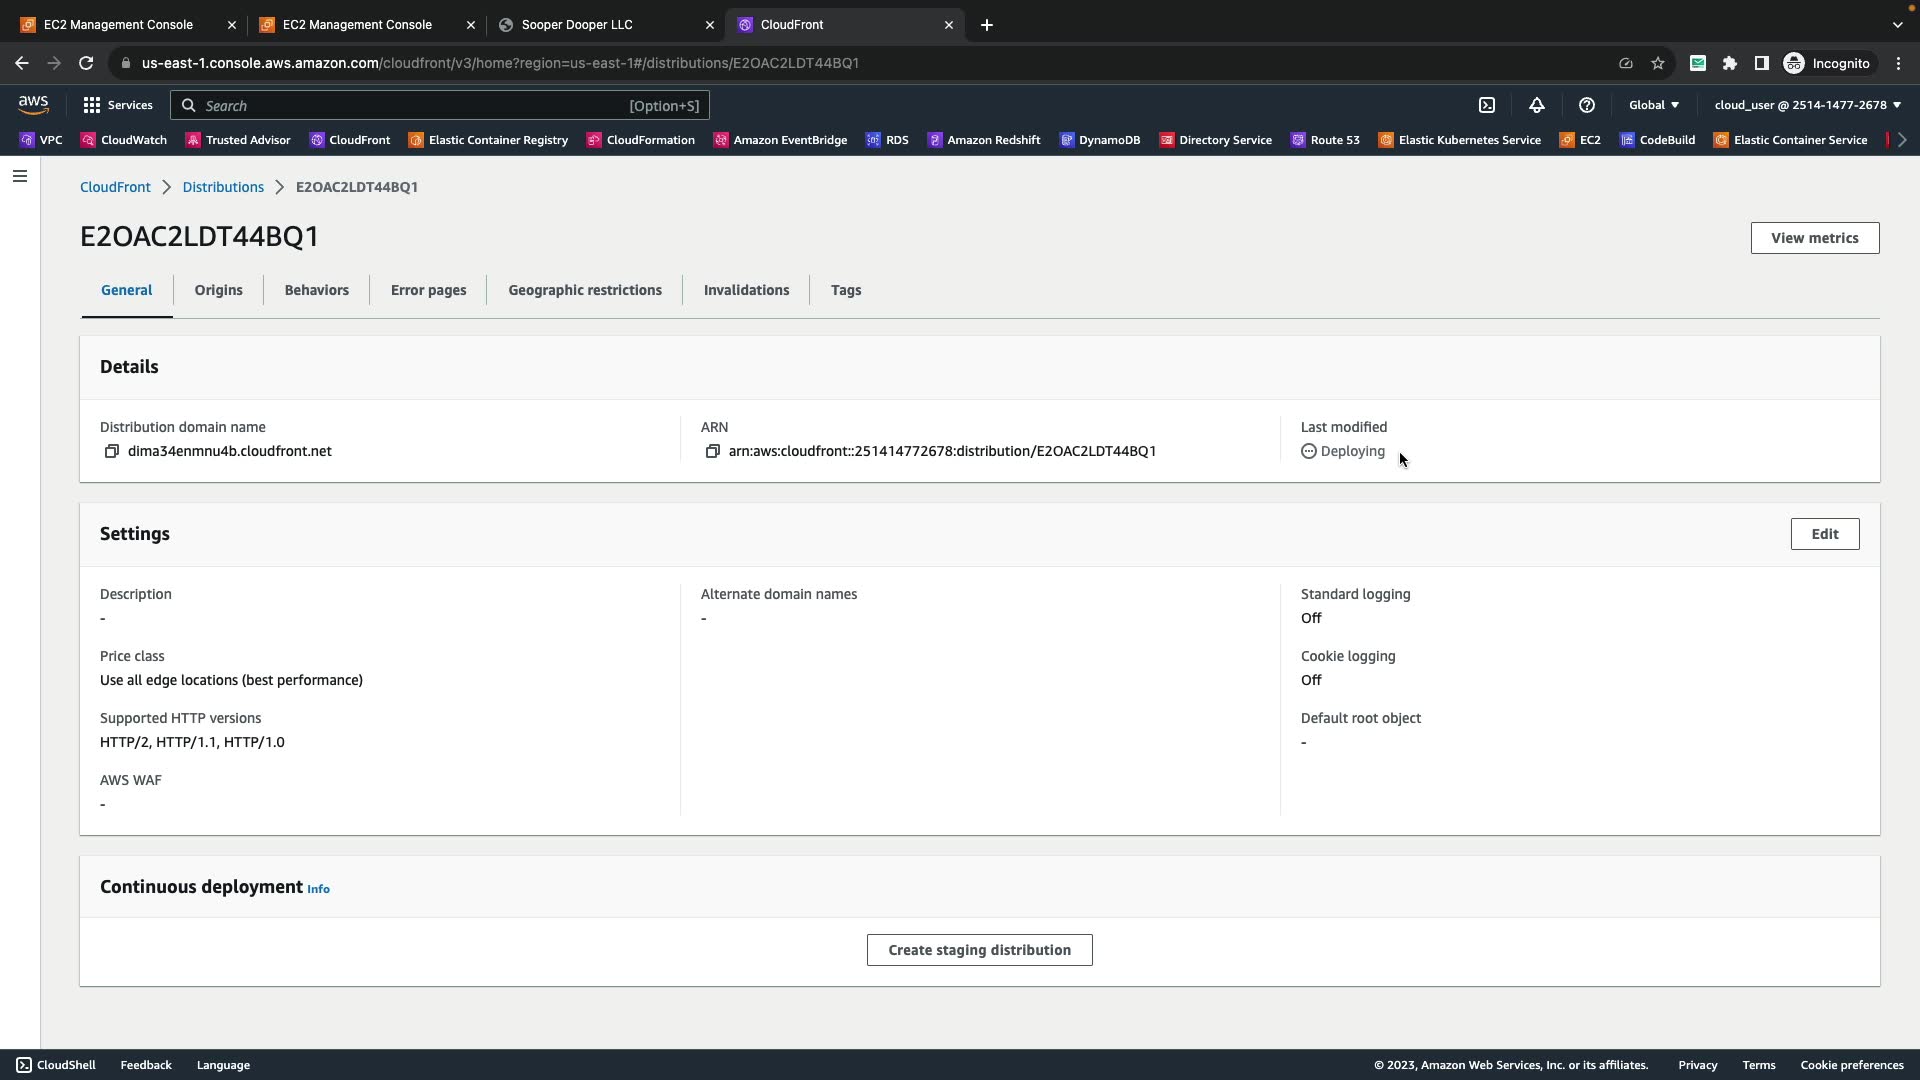 EC2 Management Console
EC2 Management Console
Sooper Dooper LLC
CloudFront
us-east-1.console.aws.amazon.com/cloudfront/v3/home?region=us-east-1#/distributions/E2OAC2LDT44BQ1
Incognito
aws
Services
Search
[Option+S]
Global
cloud_user @ 2514-1477-2678
VPC
CloudWatch
Trusted Advisor
CloudFront
Elastic Container Registry
CloudFormation
Amazon EventBridge
RDS
Amazon Redshift
DynamoDB
Directory Service
Route 53
Elastic Kubernetes Service
EC2
CodeBuild
Elastic Container Service
CloudFront
Distributions
E2OAC2LDT44BQ1
E2OAC2LDT44BQ1
View metrics
General
Origins
Behaviors
Error pages
Geographic restrictions
Invalidations
Tags
Details
Distribution domain name
dima34enmnu4b.cloudfront.net
ARN
arn:aws:cloudfront::251414772678:distribution/E2OAC2LDT44BQ1
Last modified
Deploying
Settings
Edit
Description
-
Price class
Use all edge locations (best performance)
Supported HTTP versions
HTTP/2, HTTP/1.1, HTTP/1.0
AWS WAF
-
Alternate domain names
-
Standard logging
Off
Cookie logging
Off
Default root object
-
Continuous deployment Info
Create staging distribution
CloudShell
Feedback
Language
© 2023, Amazon Web Services, Inc. or its affiliates.
Privacy
Terms
Cookie preferences